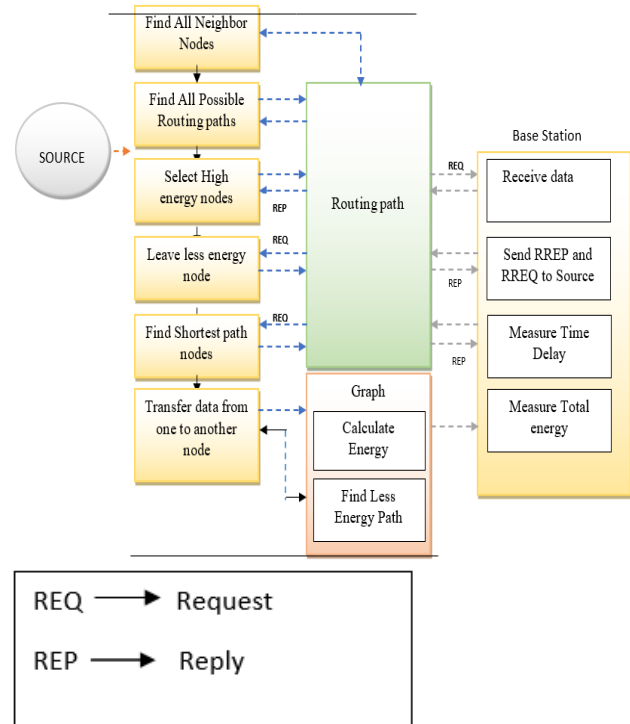 Find All Neighbor
Nodes
Find All Possible
Routing paths
SOURCE
Select High
energy nodes
REP
Leave less energy
node
REQ
Find Shortest path
nodes
REQ
Transfer data from
one to another
node
Routing path
Graph
Calculate
Energy
Find Less
Energy Path
REQ
REP
REP
Base Station
Receive data
Send RREP and
RREQ to Source
Measure Time
Delay
Measure Total
energy
REQ → Request
REP → Reply